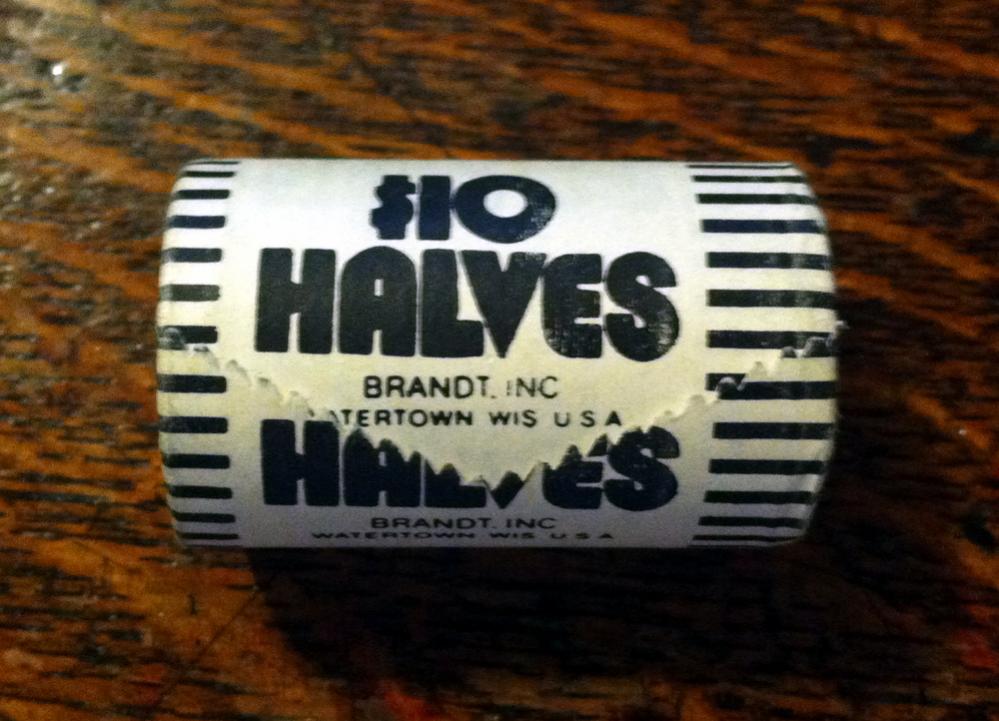 $10
HALVES
BRANDT. INC
WATERTOWN WIS U S A
HALVES
BRANDT. INC
WATERTOWN WIS U S A